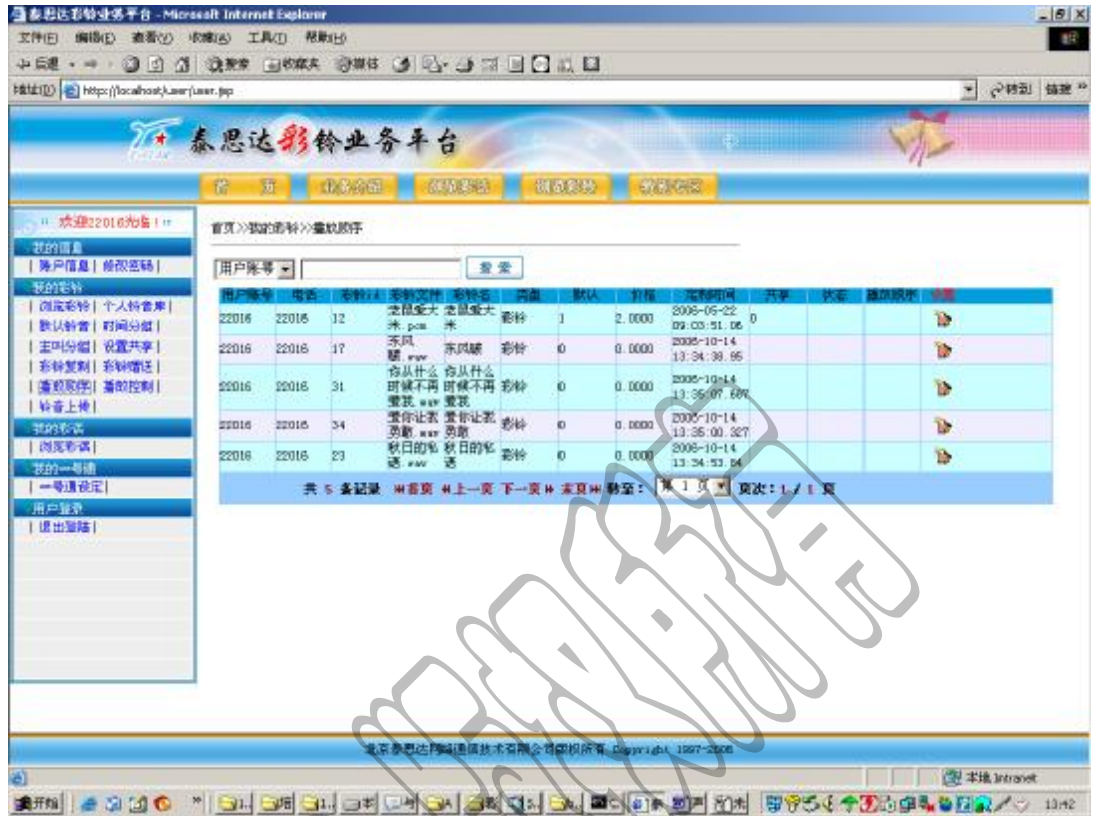 泰思达彩铃业务平台 - Microsoft Internet Explorer
文件(F) 编辑(E) 查看(V) 收藏(A) 工具(T) 帮助(H)
后退 搜索 收藏夹 媒体
地址(D) http://localhost/user/user.jsp 转到 链接 »
泰思达彩铃业务平台
首 页 业务介绍
欢迎22016光临！
首页>>我的彩铃>>播放顺序
我的信息
| 账户信息 | 修改密码 |
用户账号 搜 索
我的彩铃
| 浏览彩铃 | 个人铃音库 |
| 默认铃音 | 时间分组 |
| 主叫分组 | 设置共享 |
| 彩铃复制 | 彩铃赠送 |
| 播放顺序 | 播放控制 |
| 铃音上传 |
我的彩话
| 浏览彩话 |
我的一号通
| 一号通设定 |
用户登录
| 退出登陆 |
用户账号 电话 彩铃id 彩铃文件 彩铃名 类型 默认 价格 定制时间 共享 状态 播放顺序 设置
22016 22016 12 老鼠爱大米.pcm 老鼠爱大米 彩铃 1 2.0000 2006-05-22 09:03:51.06 0
22016 22016 17 东风破.wav 东风破 彩铃 0 0.0000 2006-10-14 13:34:38.95
22016 22016 31 你从什么时候不再爱我.wav 你从什么时候不再爱我 彩铃 0 0.0000 2006-10-14 13:35:07.607
22016 22016 34 爱你让我勇敢.wav 爱你让我勇敢 彩铃 0 0.0000 2006-10-14 13:35:00.327
22016 22016 23 秋日的私语.wav 秋日的私语 彩铃 0 0.0000 2006-10-14 13:34:53.84
共 5 条记录 首页 上一页 下一页 末页 转至： 第 1 页 页次：1 / 1 页
北京泰思达网络通信技术有限公司版权所有 Copyright 1997-2006
本地 Intranet
开始 13:42